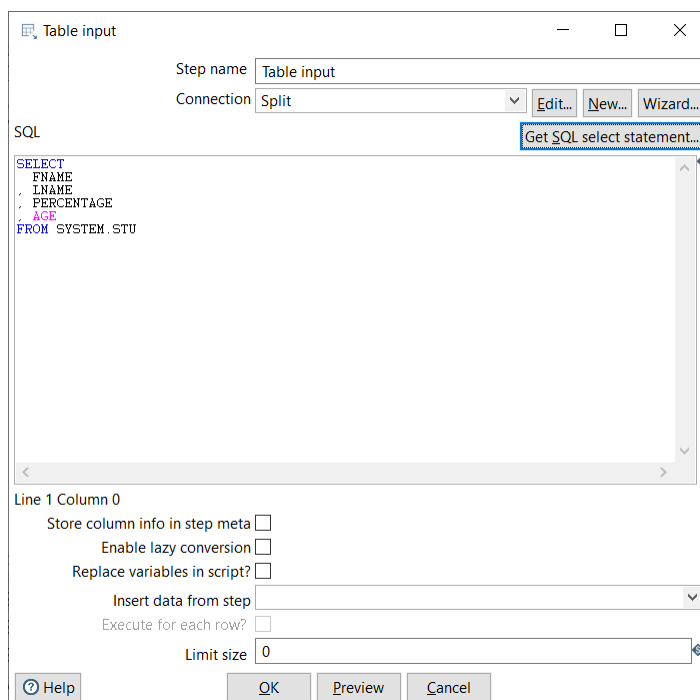 Table input
Step name Table input
Connection Split Edit... New... Wizard...
SQL
Get SQL select statement...
SELECT
FNAME
, LNAME
, PERCENTAGE
, AGE
FROM SYSTEM.STU
Line 1 Column 0
Store column info in step meta
Enable lazy conversion
Replace variables in script?
Insert data from step
Execute for each row?
Limit size 0
Help OK Preview Cancel